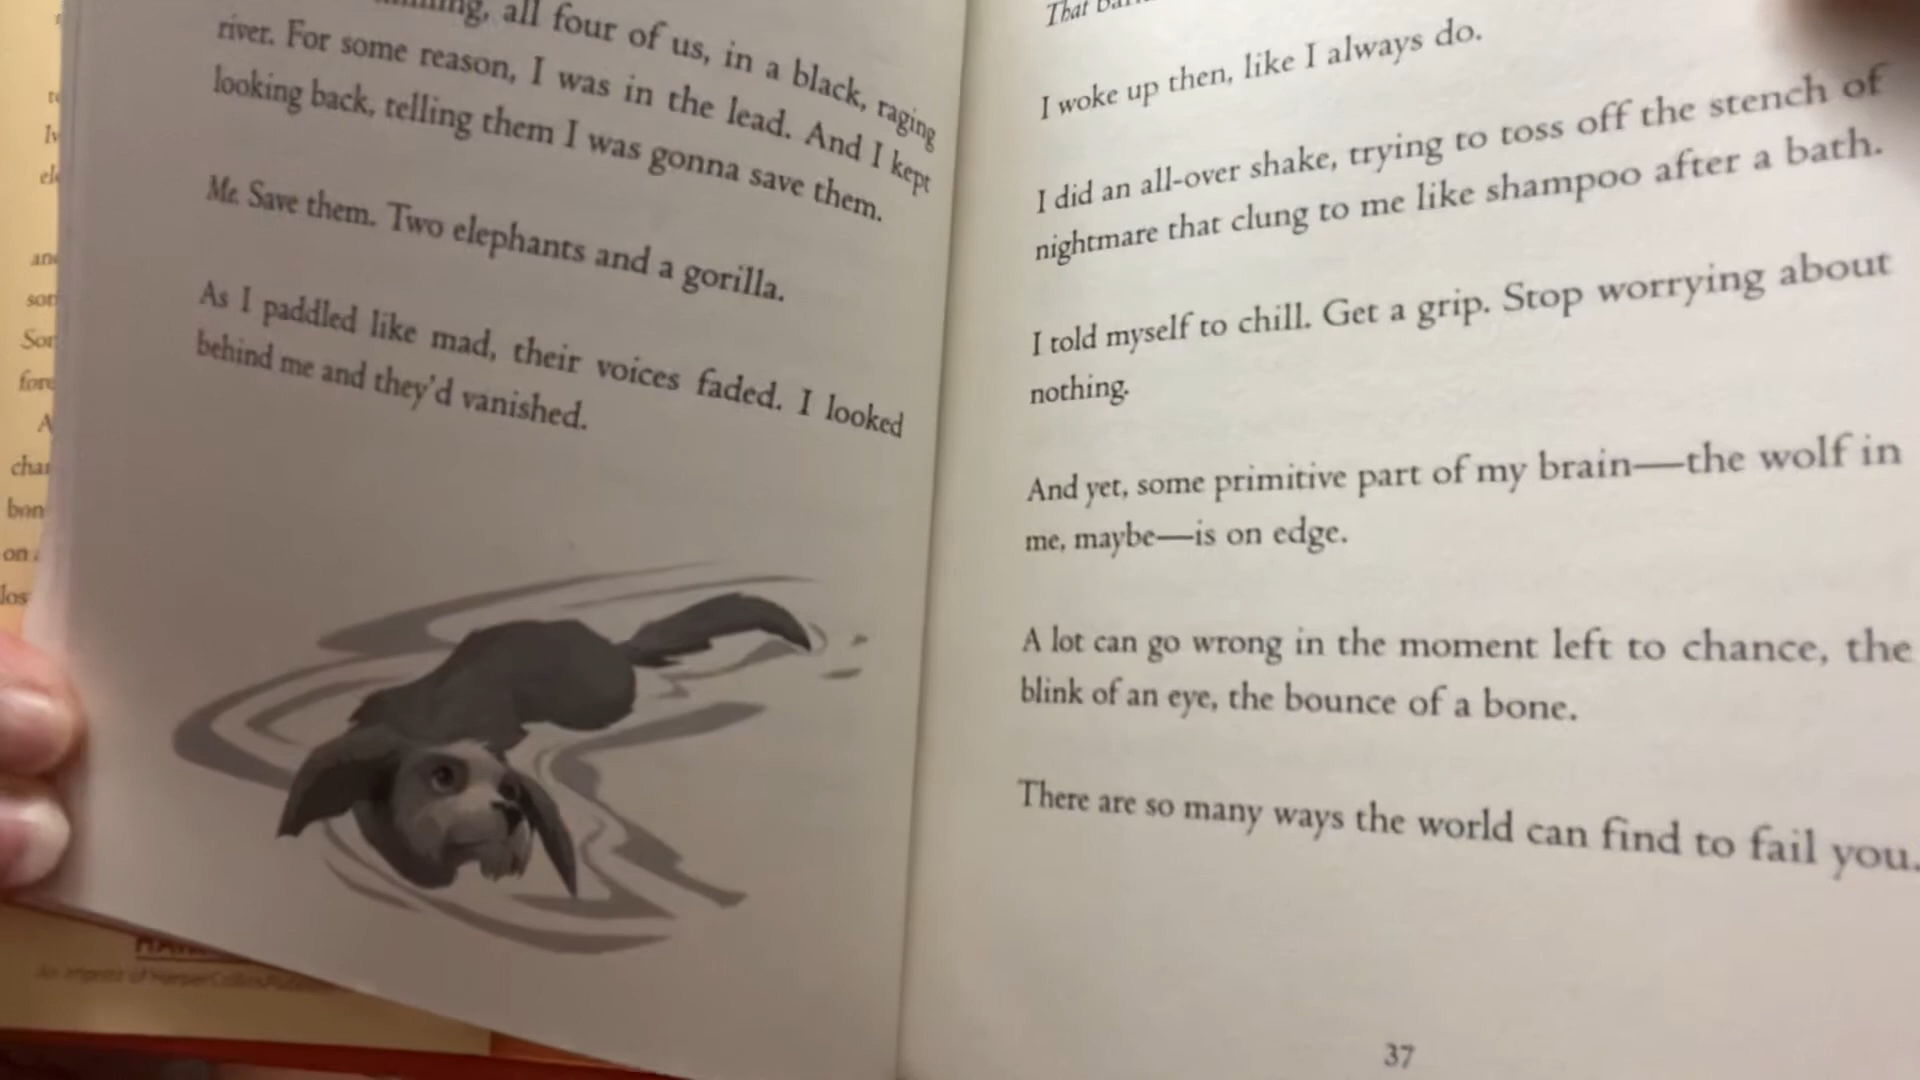 all four of us, in a black, raging
river. For some reason, I was in the lead. And I kept
looking back, telling them I was gonna save them.
Me. Save them. Two elephants and a gorilla.
As I paddled like mad, their voices faded. I looked
behind me and they'd vanished.
That
I woke up then, like I always do.
I did an all-over shake, trying to toss off the stench of
nightmare that clung to me like shampoo after a bath.
I told myself to chill. Get a grip. Stop worrying about
nothing.
And yet, some primitive part of my brain—the wolf in
me, maybe—is on edge.
A lot can go wrong in the moment left to chance, the
blink of an eye, the bounce of a bone.
There are so many ways the world can find to fail you.
37
An imprint of HarperCollinsPublishers